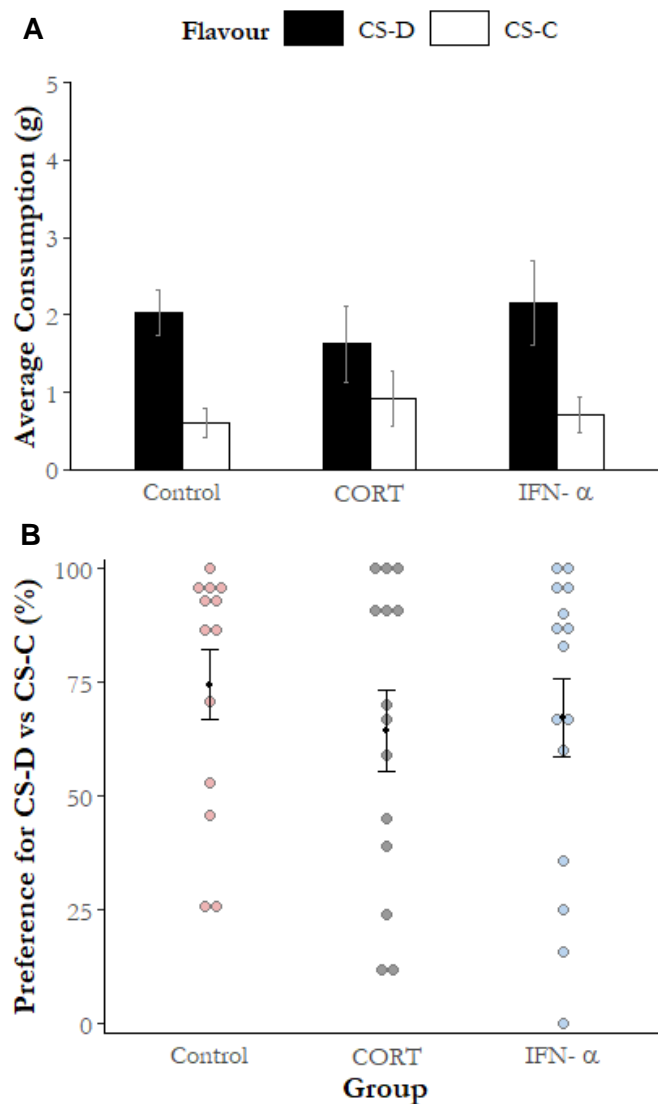 A
Flavour CS-D CS-C
Average Consumption (g)
5
4
3
2
1
0
Control CORT IFN- α
B
Preference for CS-D vs CS-C (%)
100
75
50
25
0
Control CORT IFN- α
Group